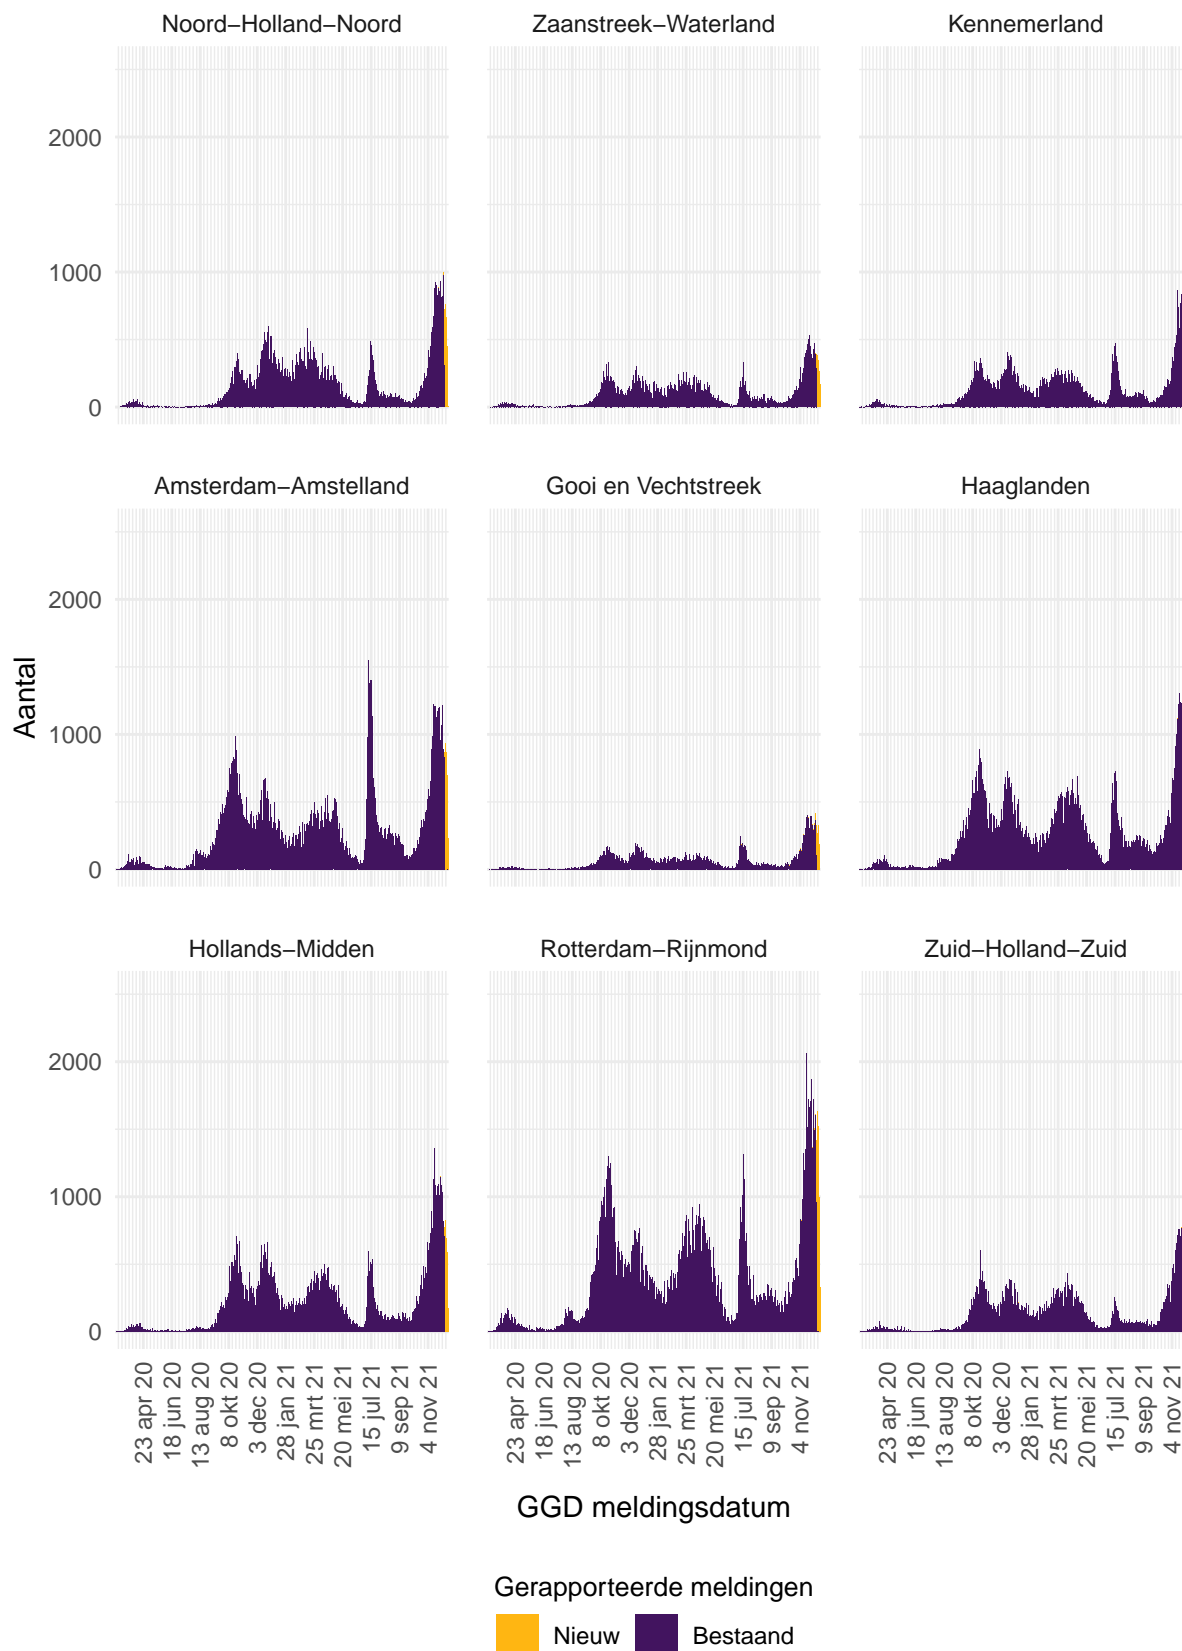 Noord−Holland−Noord Zaanstreek−Waterland Kennemerland
2000
1000
0
Amsterdam−Amstelland Gooi en Vechtstreek Haaglanden
2000
1000
0
Aantal
Hollands−Midden Rotterdam−Rijnmond Zuid−Holland−Zuid
2000
1000
0
23 apr 20 18 jun 20 13 aug 20 8 okt 20 3 dec 20 28 jan 21 25 mrt 21 20 mei 21 15 jul 21 9 sep 21 4 nov 21
23 apr 20 18 jun 20 13 aug 20 8 okt 20 3 dec 20 28 jan 21 25 mrt 21 20 mei 21 15 jul 21 9 sep 21 4 nov 21
23 apr 20 18 jun 20 13 aug 20 8 okt 20 3 dec 20 28 jan 21 25 mrt 21 20 mei 21 15 jul 21 9 sep 21 4 nov 21
GGD meldingsdatum
Gerapporteerde meldingen
Nieuw Bestaand